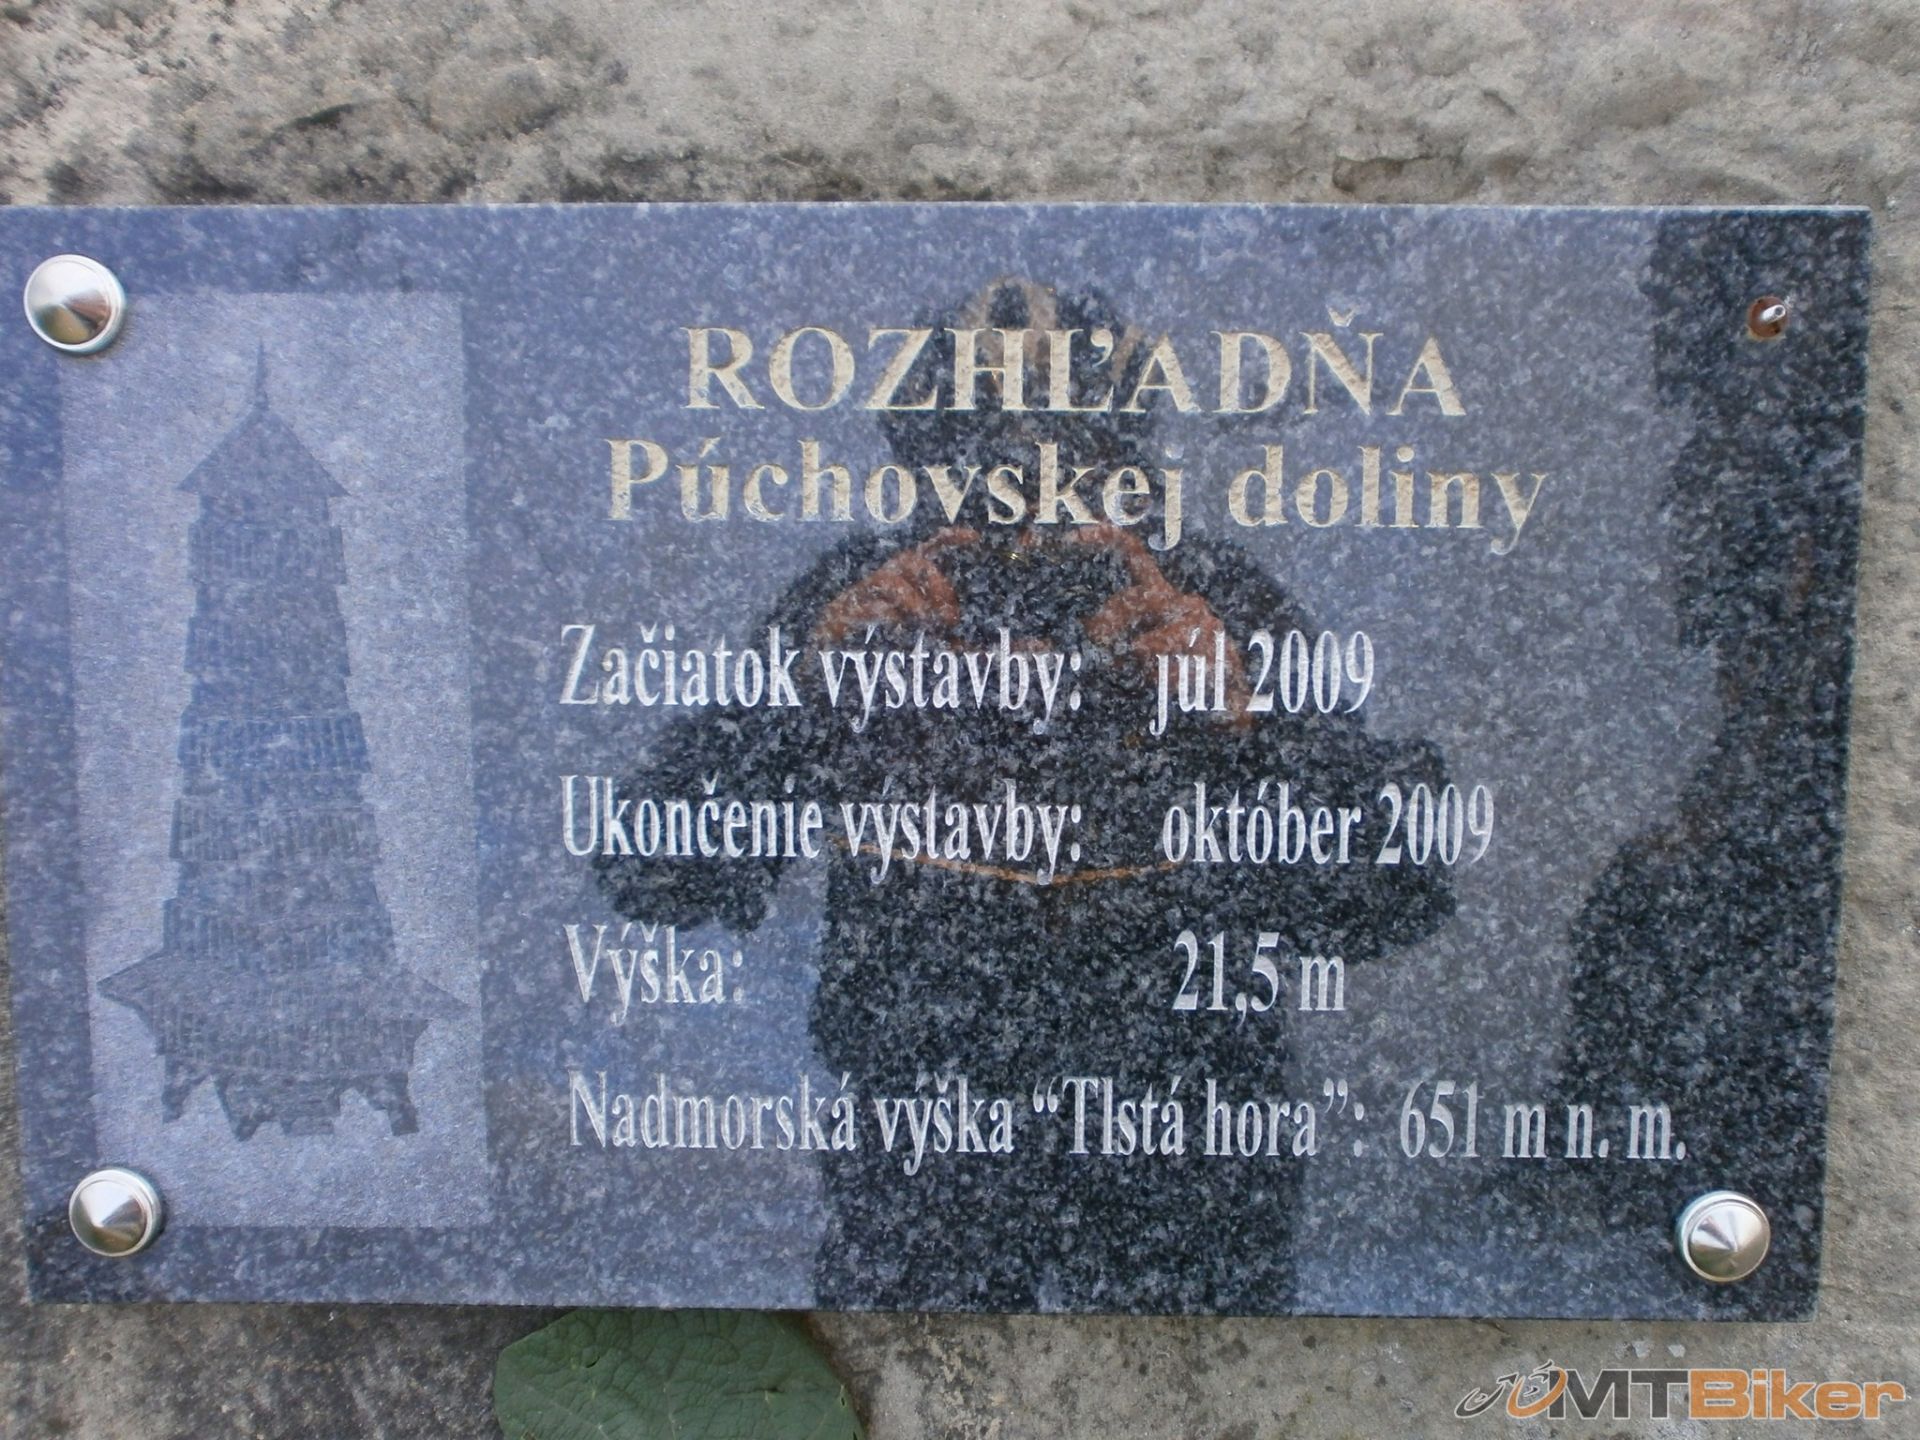 ROZHĽADŇA
Púchovskej doliny
Začiatok výstavby: júl 2009
Ukončenie výstavby: október 2009
Výška: 21,5 m
Nadmorská výška “Tlstá hora”: 651 m n. m.
MTBiker